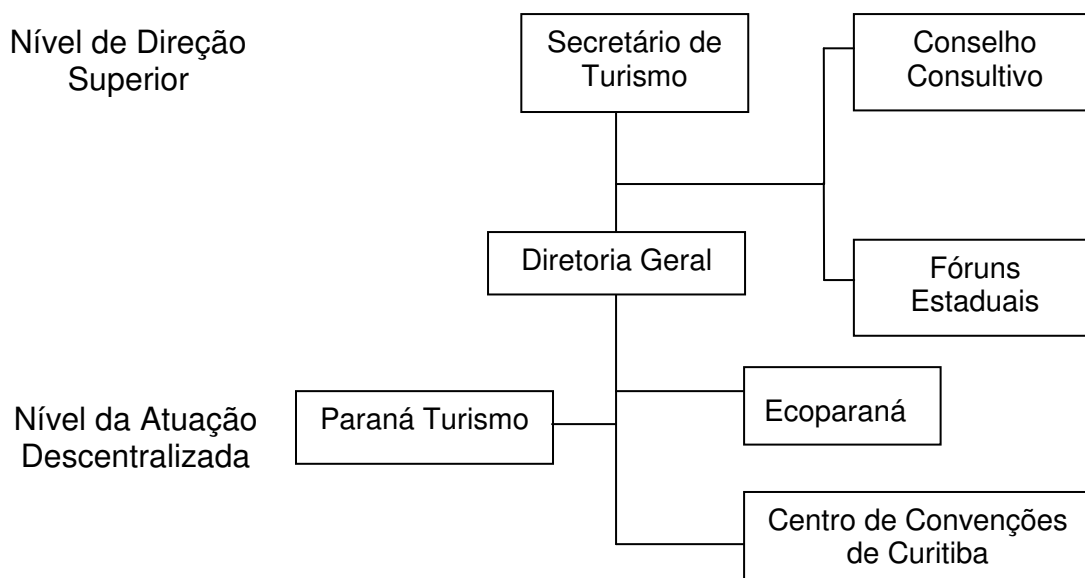 Nível de Direção
Superior
Secretário de
Turismo
Conselho
Consultivo
Diretoria Geral
Fóruns
Estaduais
Nível da Atuação
Descentralizada
Paraná Turismo
Ecoparaná
Centro de Convenções
de Curitiba